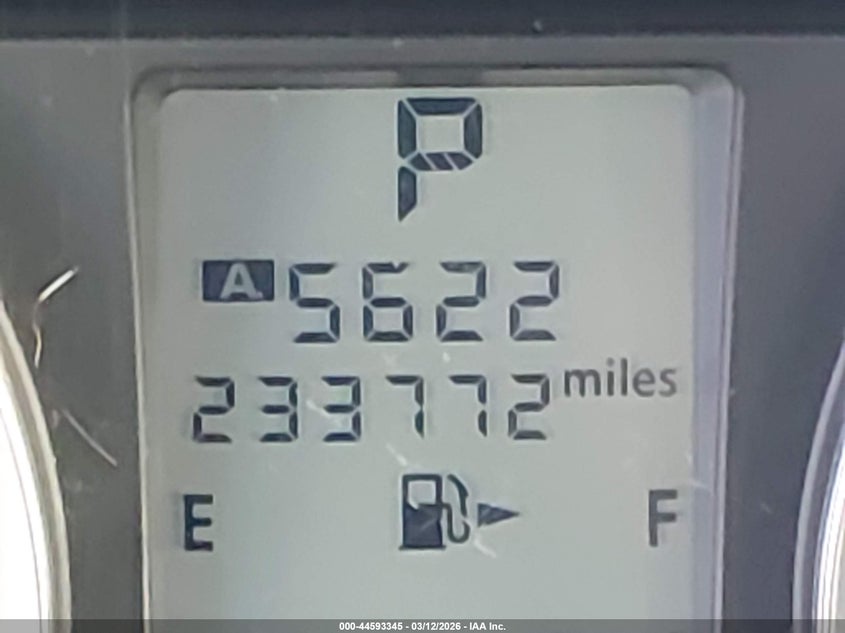 P
A 5622
233772 miles
E F
000-44593345 - 03/12/2026 - IAA Inc.